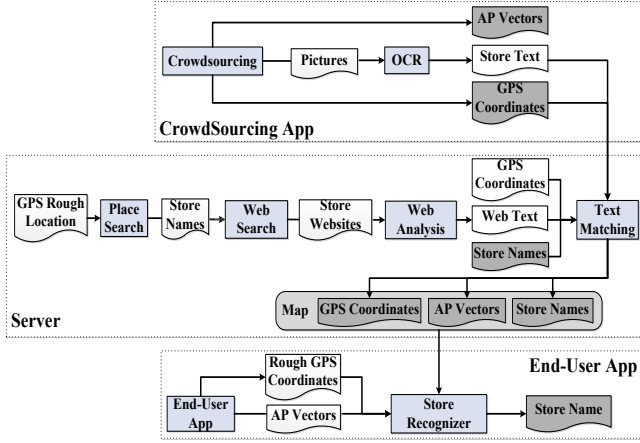 AP Vectors
Crowdsourcing
Pictures
OCR
Store Text
GPS
Coordinates
CrowdSourcing App
GPS
Coordinates
GPS Rough
Location
Place
Search
Store
Names
Web
Search
Store
Websites
Web
Analysis
Web Text
Text
Matching
Store Names
Map
GPS Coordinates
AP Vectors
Store Names
Server
End-User App
Rough GPS
Coordinates
End-User
App
AP Vectors
Store
Recognizer
Store Name